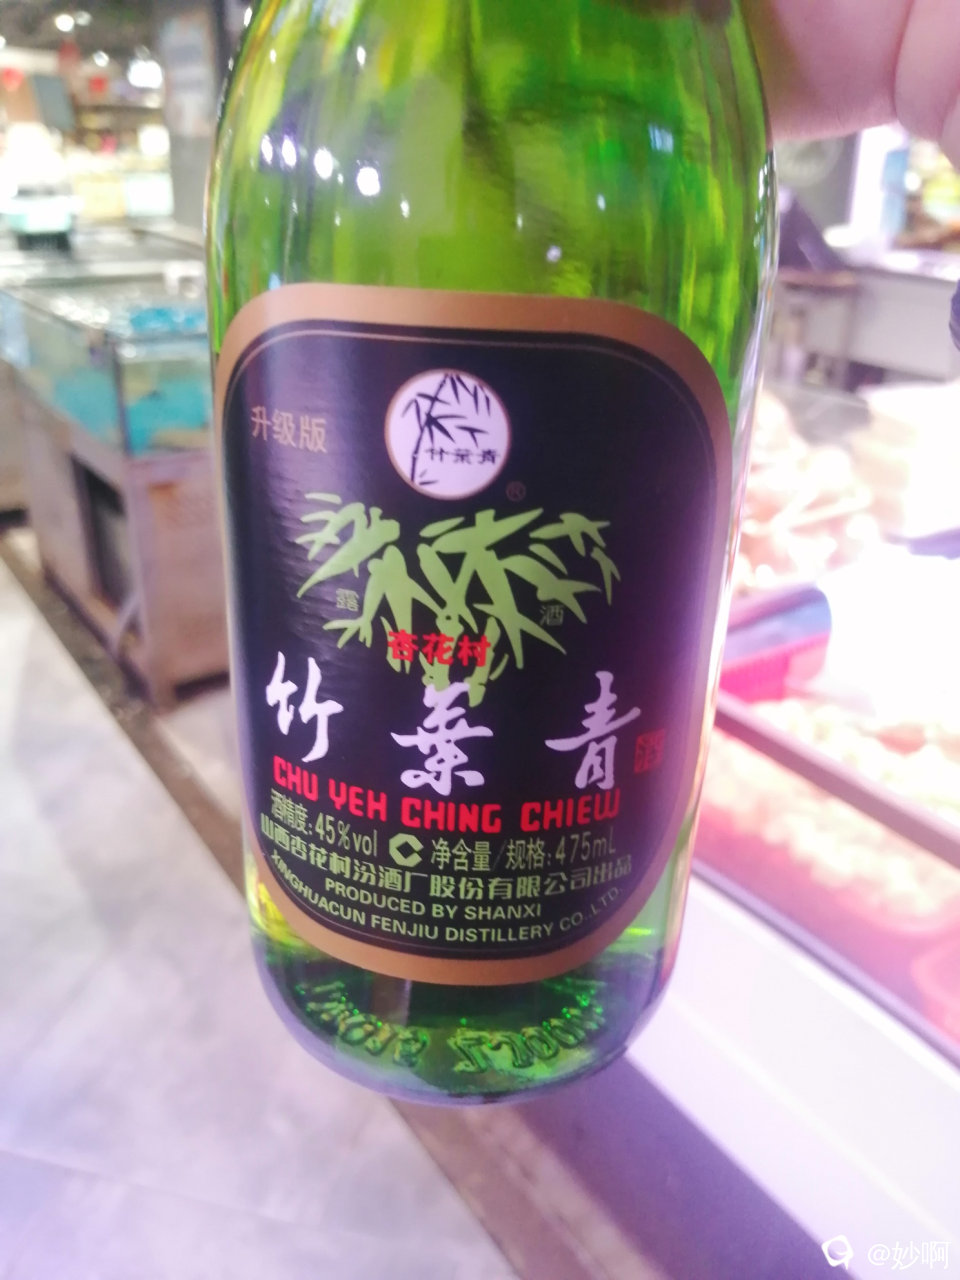 升级版
竹葉青
®
露 酒
杏花村
竹葉青
CHU YEH CHING CHIEW
酒精度:45%vol 净含量/规格:475mL
山西杏花村汾酒厂股份有限公司出品
PRODUCED BY SHANXI
XINGHUACUN FENJIU DISTILLERY CO.,LTD.
@妙啊